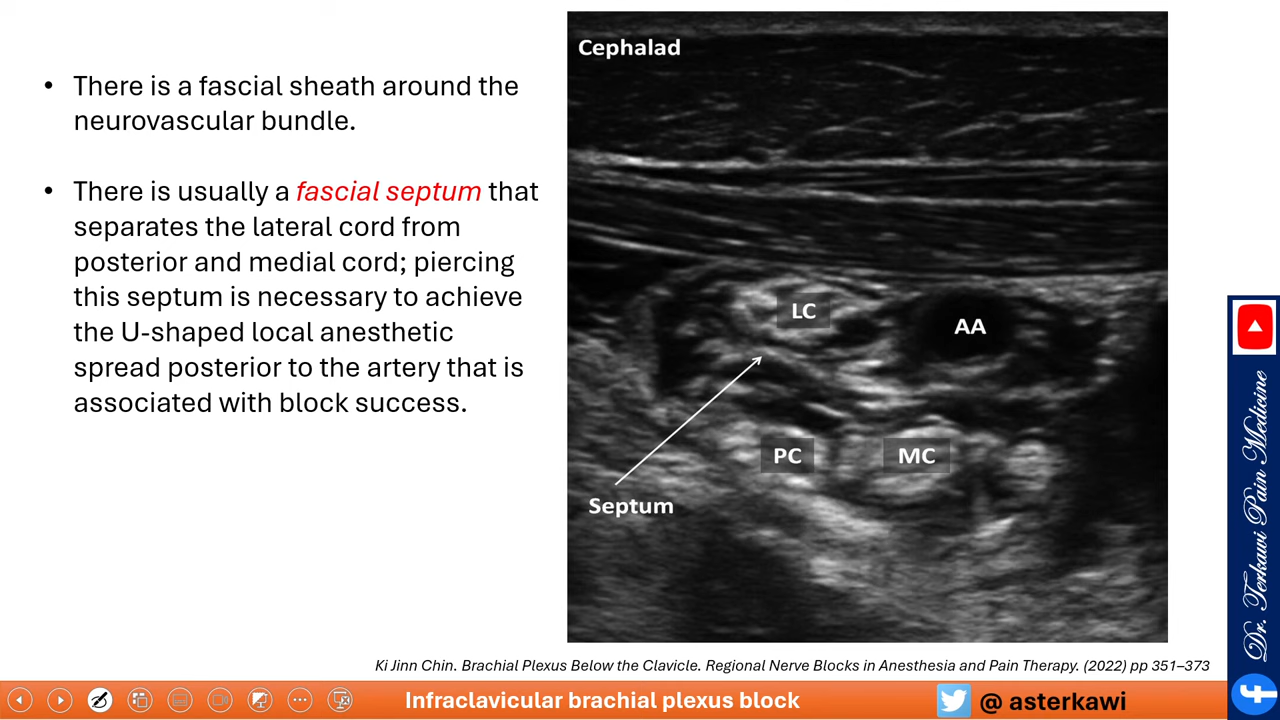 • There is a fascial sheath around the
neurovascular bundle.
• There is usually a fascial septum that
separates the lateral cord from
posterior and medial cord; piercing
this septum is necessary to achieve
the U-shaped local anesthetic
spread posterior to the artery that is
associated with block success.
Cephalad
LC
AA
PC
MC
Septum
Ki Jinn Chin. Brachial Plexus Below the Clavicle. Regional Nerve Blocks in Anesthesia and Pain Therapy. (2022) pp 351–373
Infraclavicular brachial plexus block
@ asterkawi
Dr. Terkawi Pain Medicine